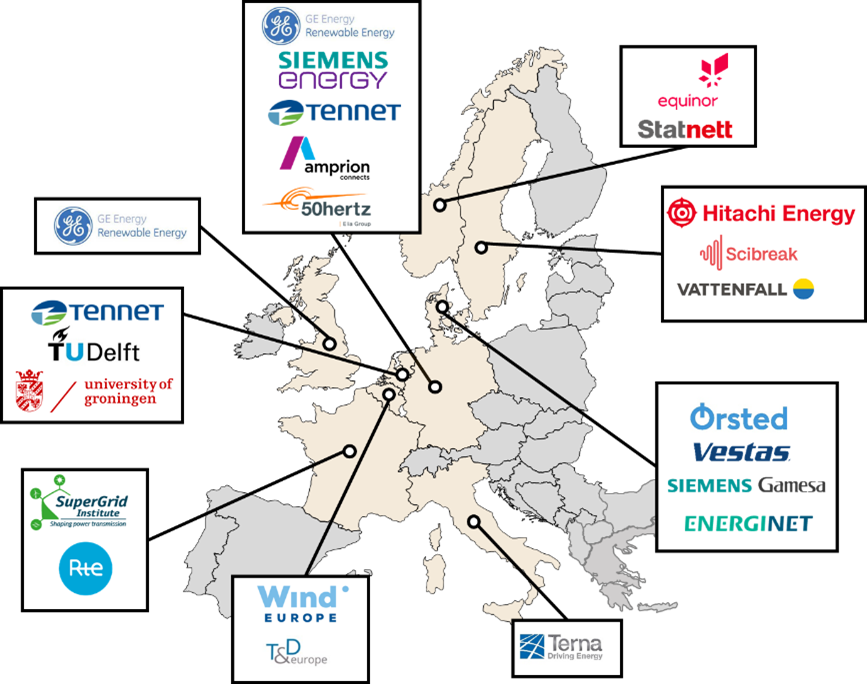 GE Energy
Renewable Energy
SIEMENS
energy
TENNET
Amprion
connects
50hertz
Elia Group
equinor
Statnett
GE Energy
Renewable Energy
Hitachi Energy
Scibreak
VATTENFALL
TENNET
TUDelft
university of
groningen
Ørsted
Vestas
SIEMENS Gamesa
ENERGINET
SuperGrid
Institute
Shaping power transmission
Rte
Wind
EUROPE
T&D
europe
Terna
Driving Energy